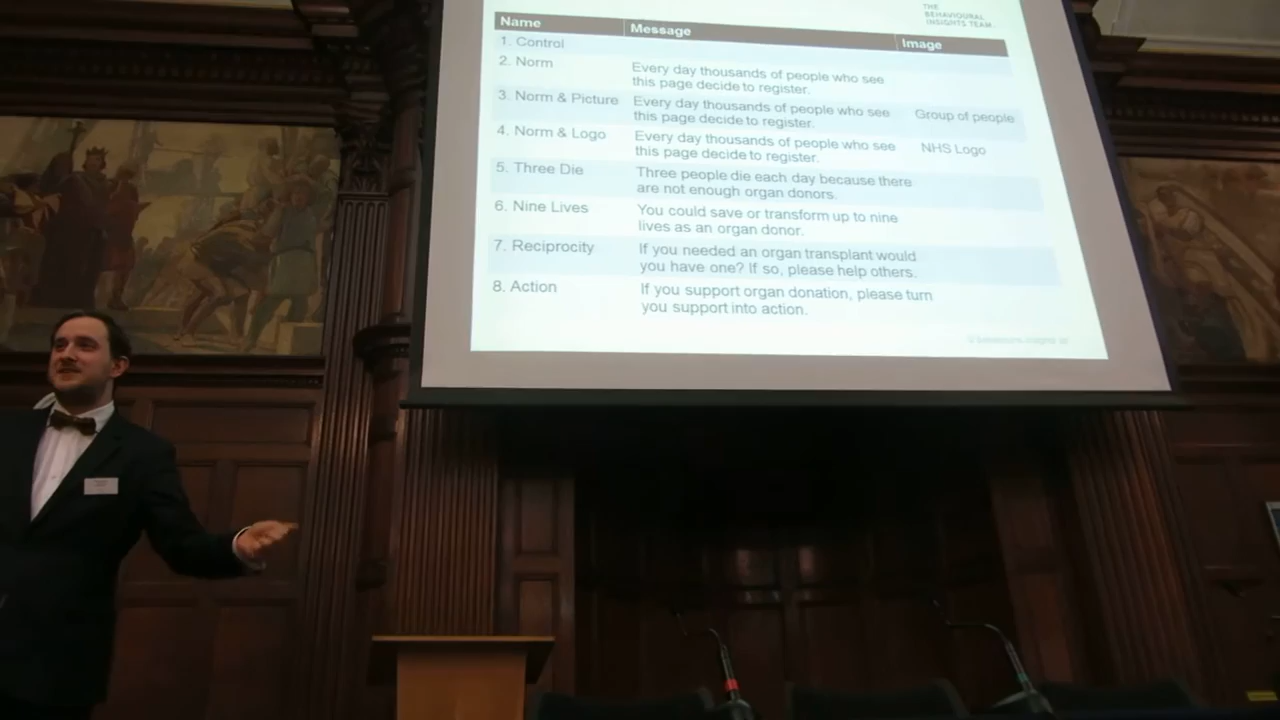 THE
BEHAVIOURAL
INSIGHTS TEAM
Name Message Image
1. Control
2. Norm Every day thousands of people who see
this page decide to register.
3. Norm & Picture Every day thousands of people who see Group of people
this page decide to register.
4. Norm & Logo Every day thousands of people who see NHS Logo
this page decide to register.
5. Three Die Three people die each day because there
are not enough organ donors.
6. Nine Lives You could save or transform up to nine
lives as an organ donor.
7. Reciprocity If you needed an organ transplant would
you have one? If so, please help others.
8. Action If you support organ donation, please turn
you support into action.